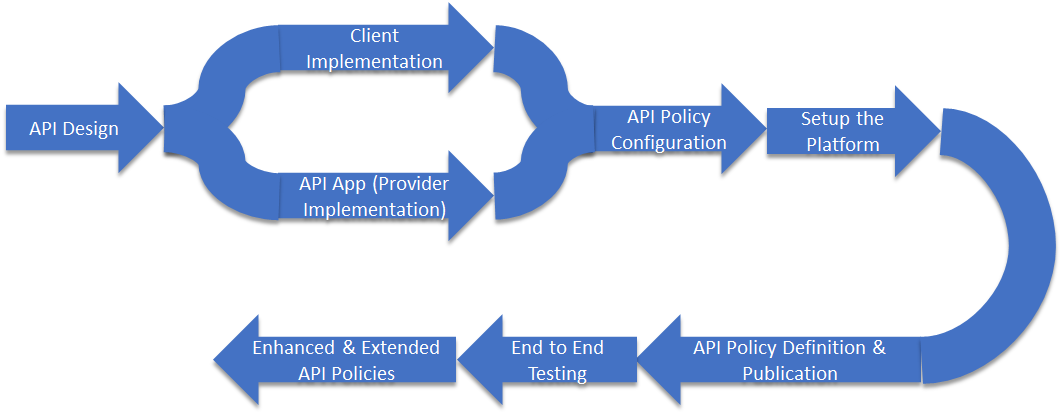 API Design
Client
Implementation
API App (Provider
Implementation)
API Policy
Configuration
Setup the
Platform
API Policy Definition &
Publication
End to End
Testing
Enhanced & Extended
API Policies